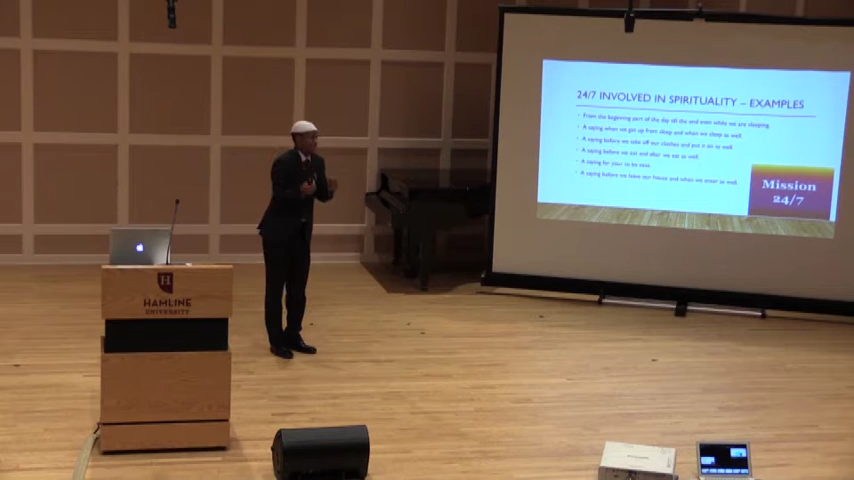 24/7 INVOLVED IN SPIRITUALITY – EXAMPLES
• From the beginning part of the day till the end even while we are sleeping.
• A saying when we get up from sleep and when we sleep as well.
• A saying before we take off our clothes and put it on as well.
• A saying before we eat and after we eat as well.
• A saying for your to be seat.
• A saying before we leave our house and when we enter as well.
Mission
24/7
H
HAMLINE
UNIVERSITY